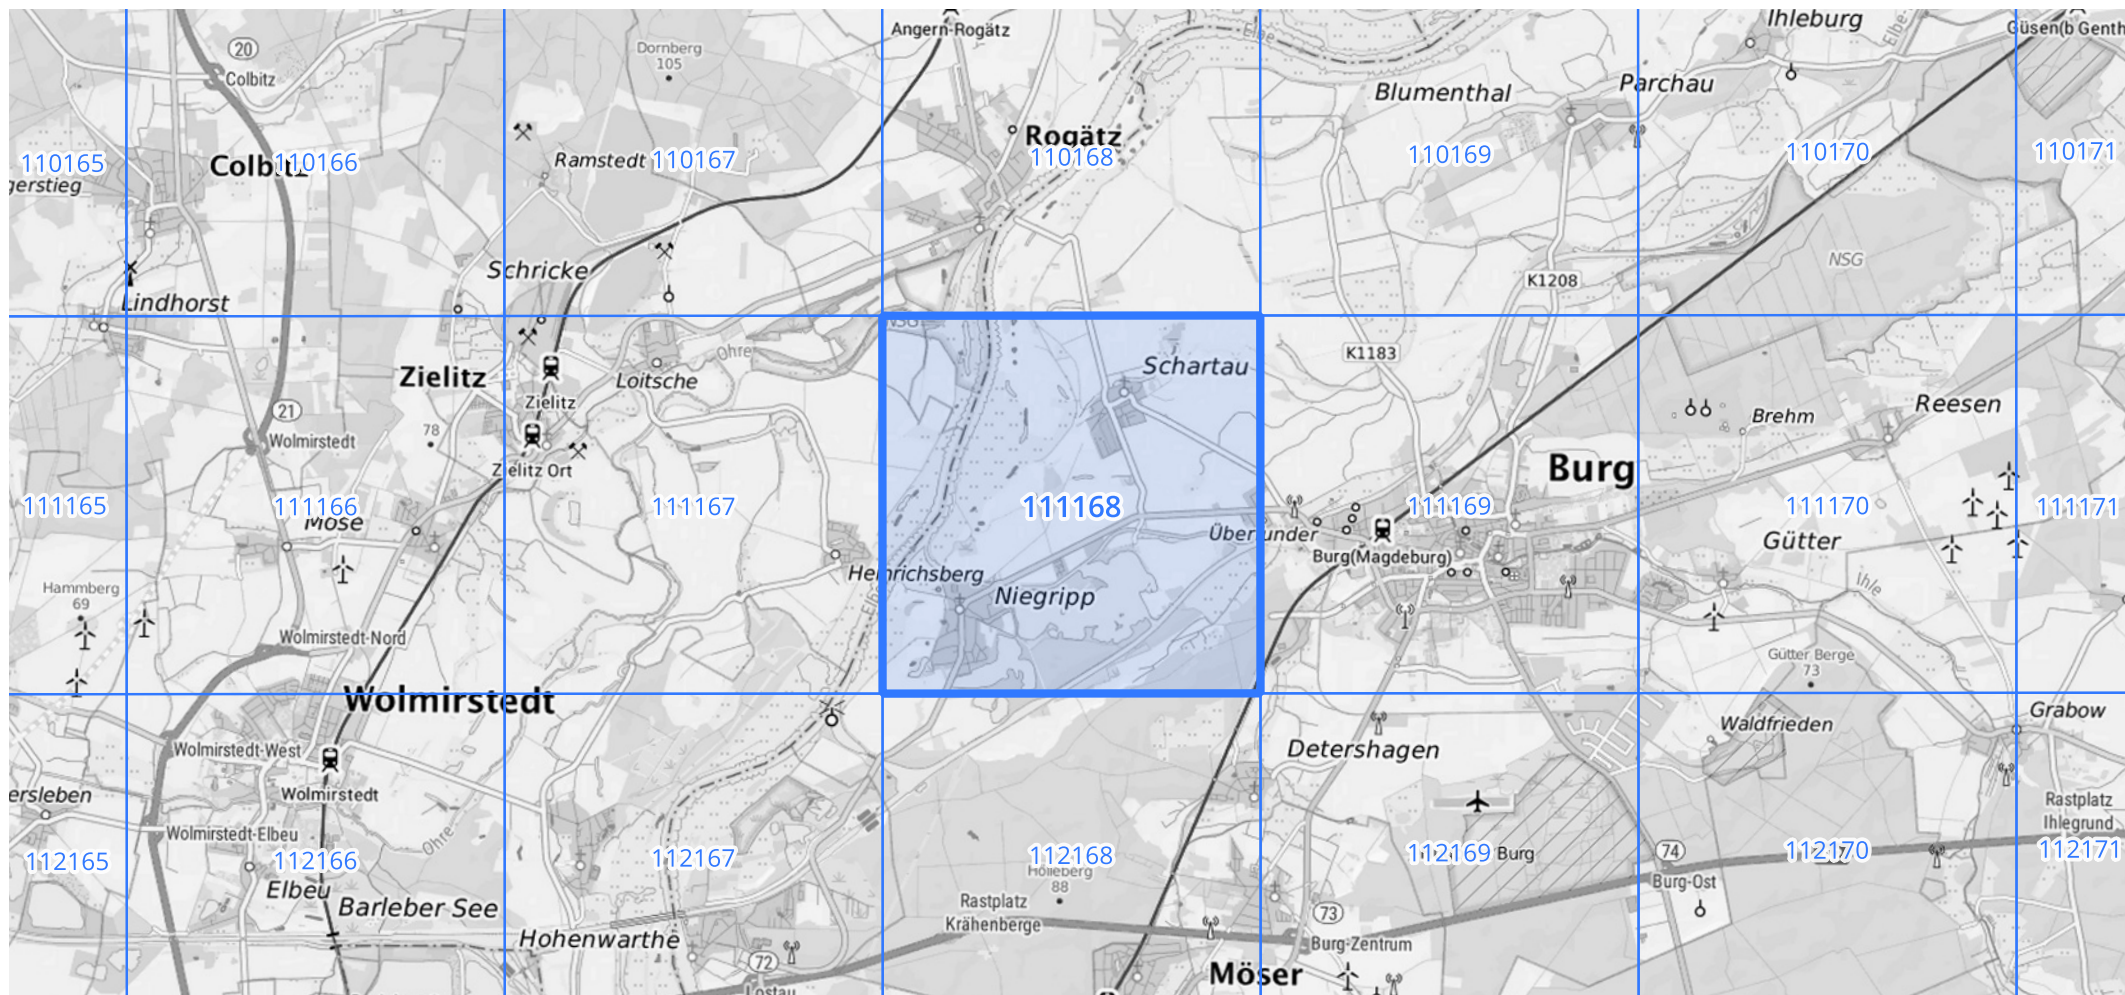 Angern-Rogätz
Ihleburg
Güsen(b Genth
Elbe
Elbe
20
Colbitz
Dornberg
105
Blumenthal
Parchau
Rogätz
110165
Colbitz
110166
Ramstedt
110167
110168
110169
110170
110171
gerstieg
NSG
Schricke
K1208
Lindhorst
NSG
K1183
Ohre
Schartau
Zielitz
Loitsche
Zielitz
21
Wolmirstedt
78
Zielitz Ort
Brehm
Reesen
Burg
111165
111166
Mose
111167
111168
111169
111170
111171
Burg(Magdeburg)
Gütter
Hammberg
69
Heinrichsberg
Niegripp
Ihle
Wolmirstedt-Nord
Gütter Berge
73
Wolmirstedt
Waldfrieden
Grabow
Wolmirstedt-West
Detershagen
Wolmirstedt
ersleben
Wolmirstedt-Elbeu
Ohre
Rastplatz
Ihlegrund
112165
112166
112167
112168
112169
Burg
74
112170
112171
Elbeu
Barleber See
88
Burg-Ost
Rastplatz
Krähenberge
73
Hohenwarthe
72
Burg-Zentrum
Möser
Lostau